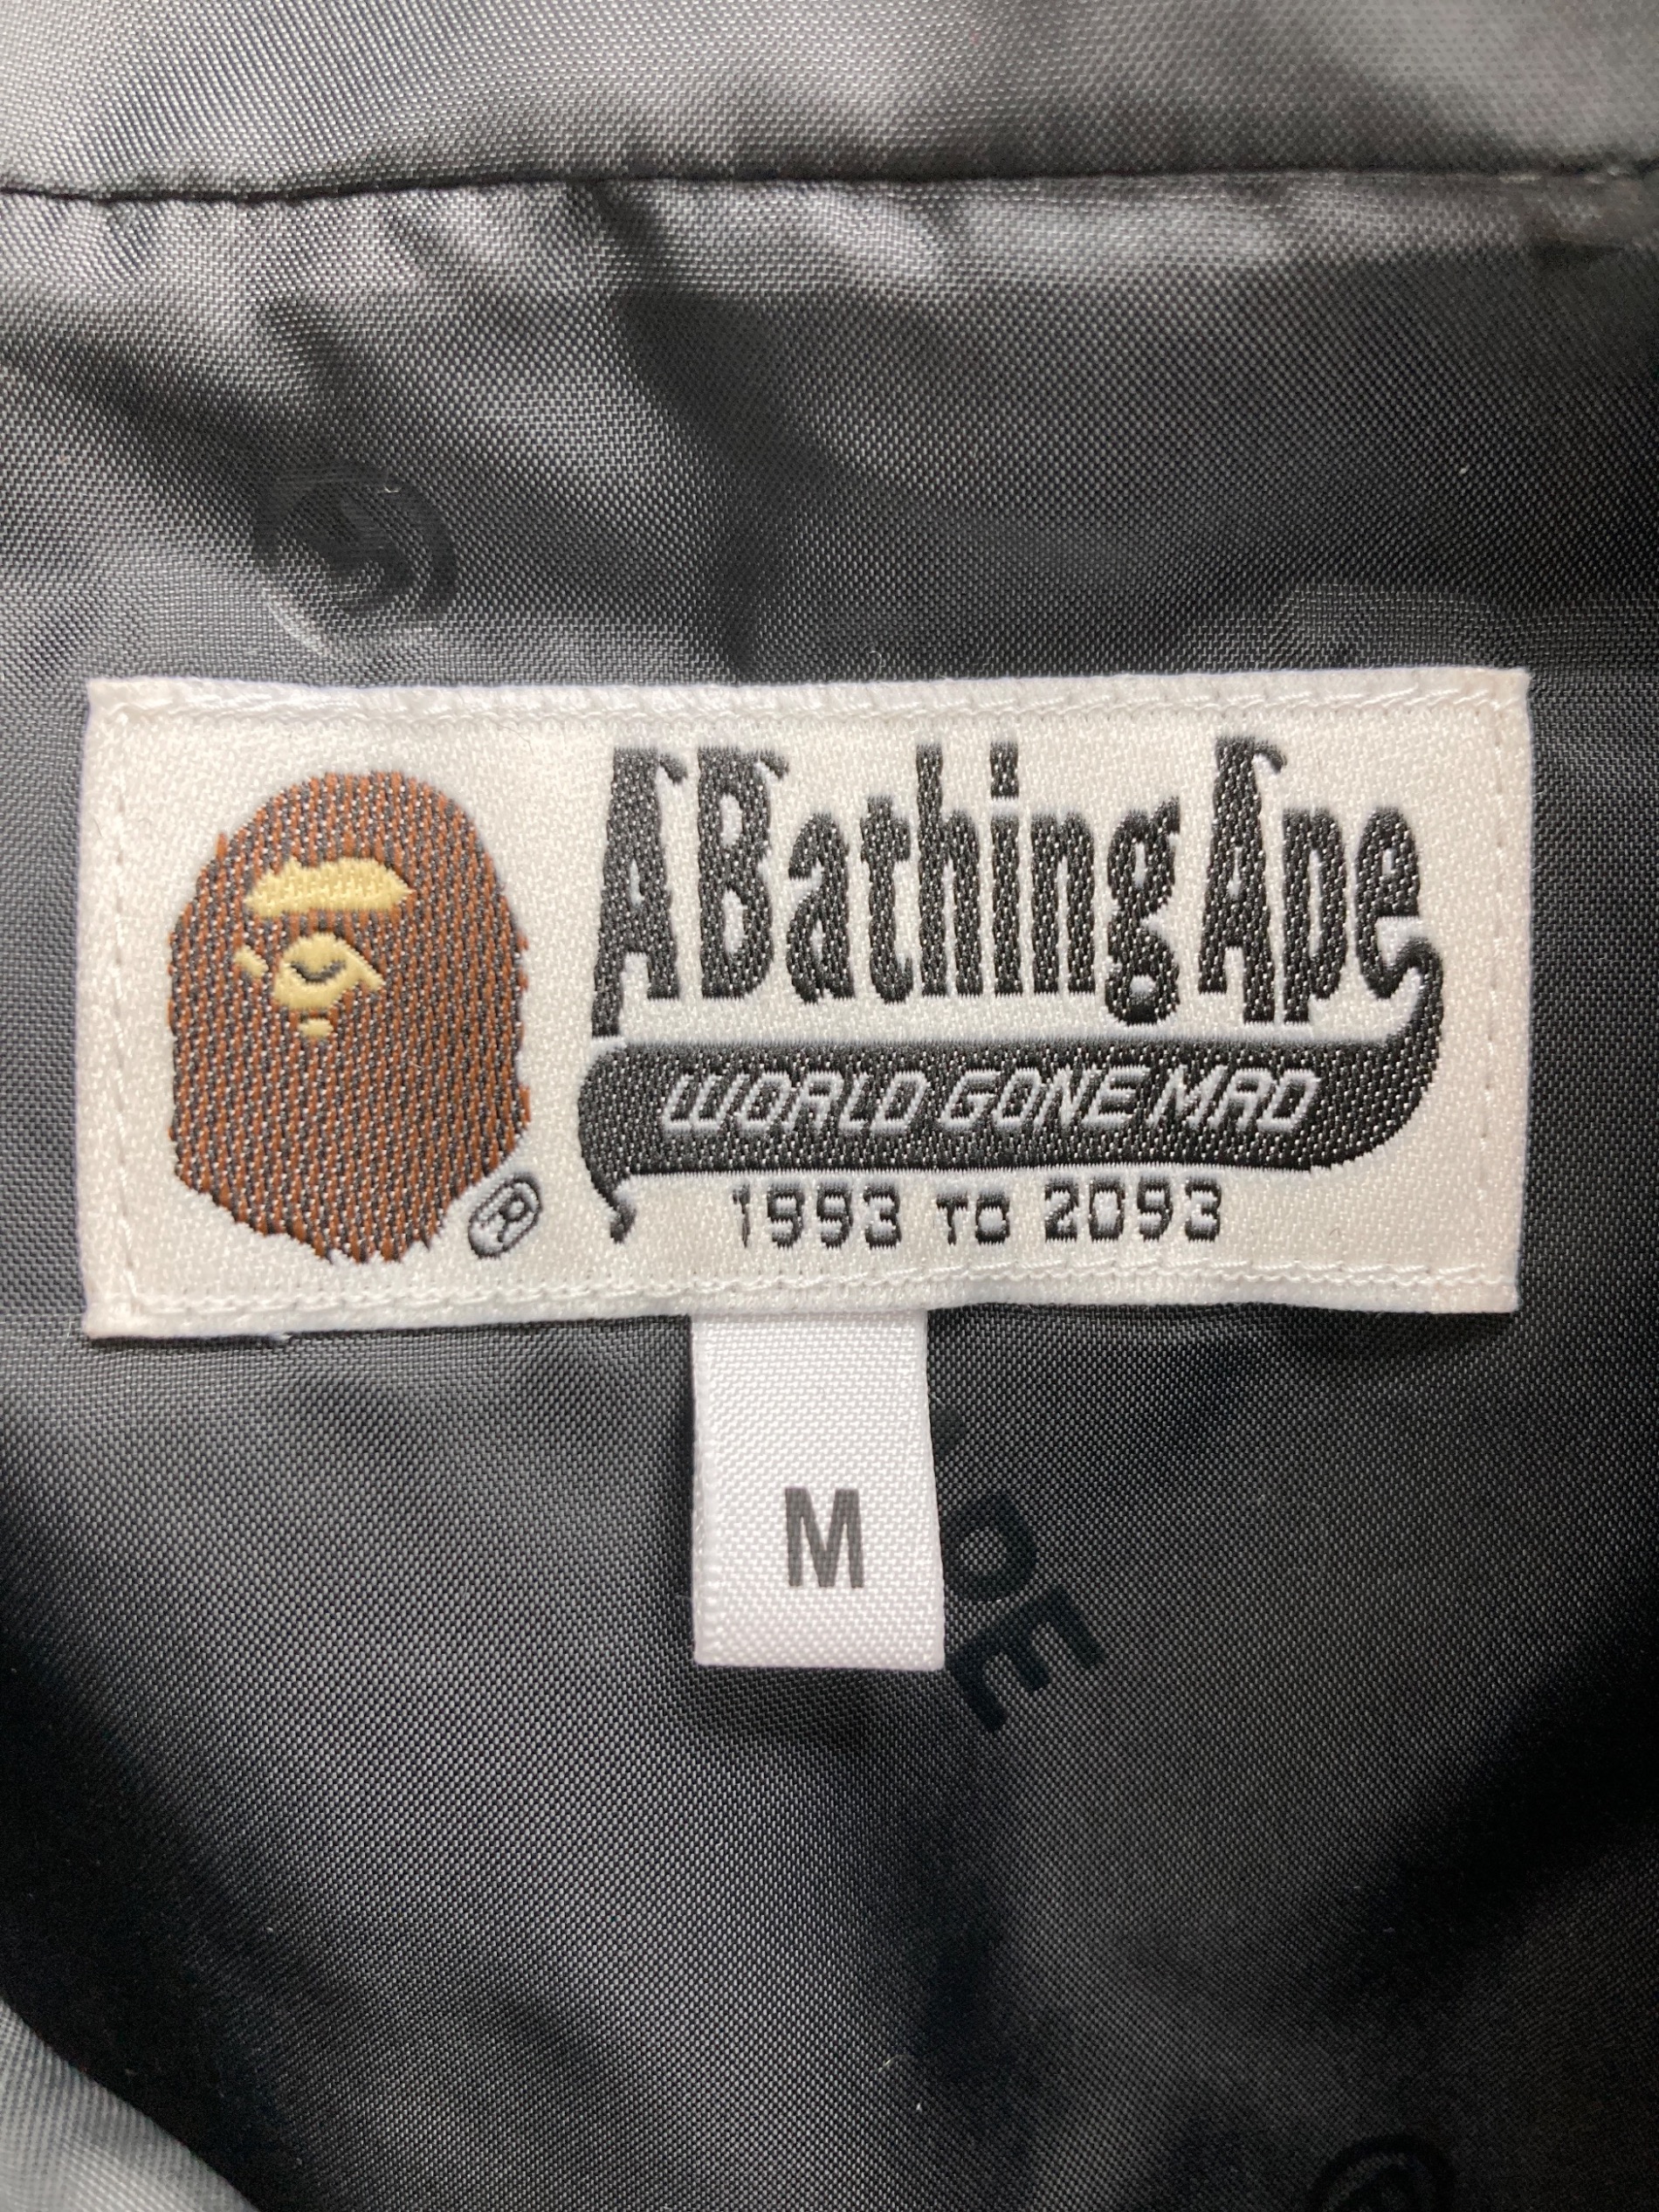 A Bathing Ape
WORLD GONE MAD
1993 TO 2093
®
M